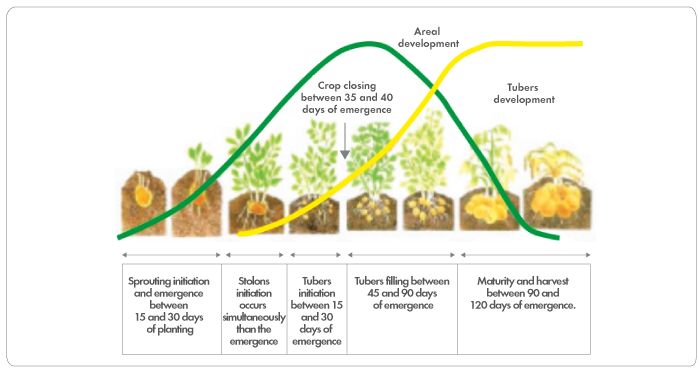 Areal
development
Crop closing
between 35 and 40
days of emergence
Tubers
development
Sprouting initiation
and emergence
between
15 and 30 days
of planting
Stolons
initiation
occurs
simultaneously
than the
emergence
Tubers
initiation
between 15
and 30
days of
emergence
Tubers filling between
45 and 90 days
of emergence
Maturity and harvest
between 90 and
120 days of emergence.